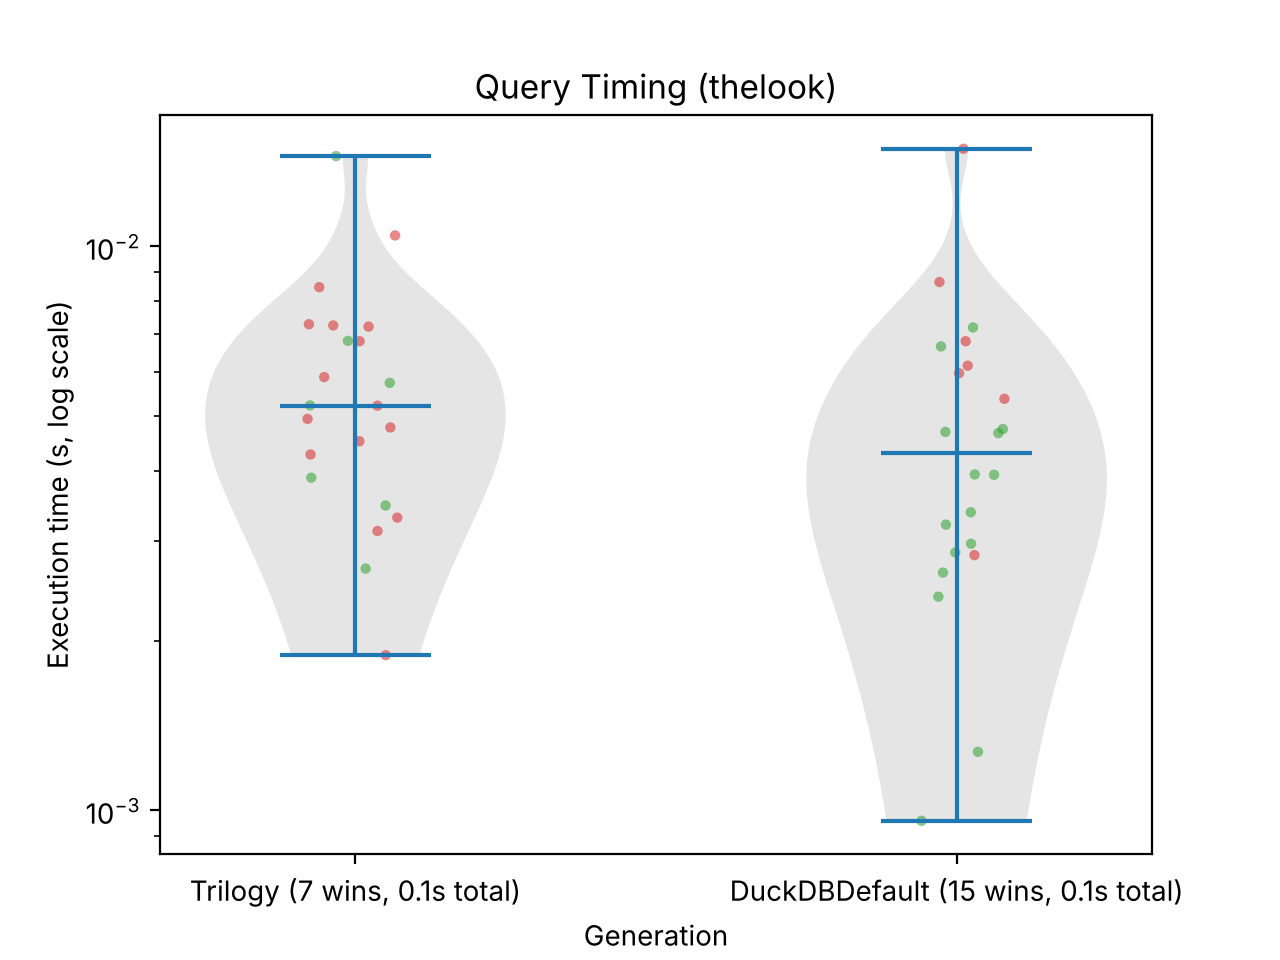 Query Timing (thelook)
Execution time (s, log scale)
10⁻²
10⁻³
Trilogy (7 wins, 0.1s total)
DuckDBDefault (15 wins, 0.1s total)
Generation